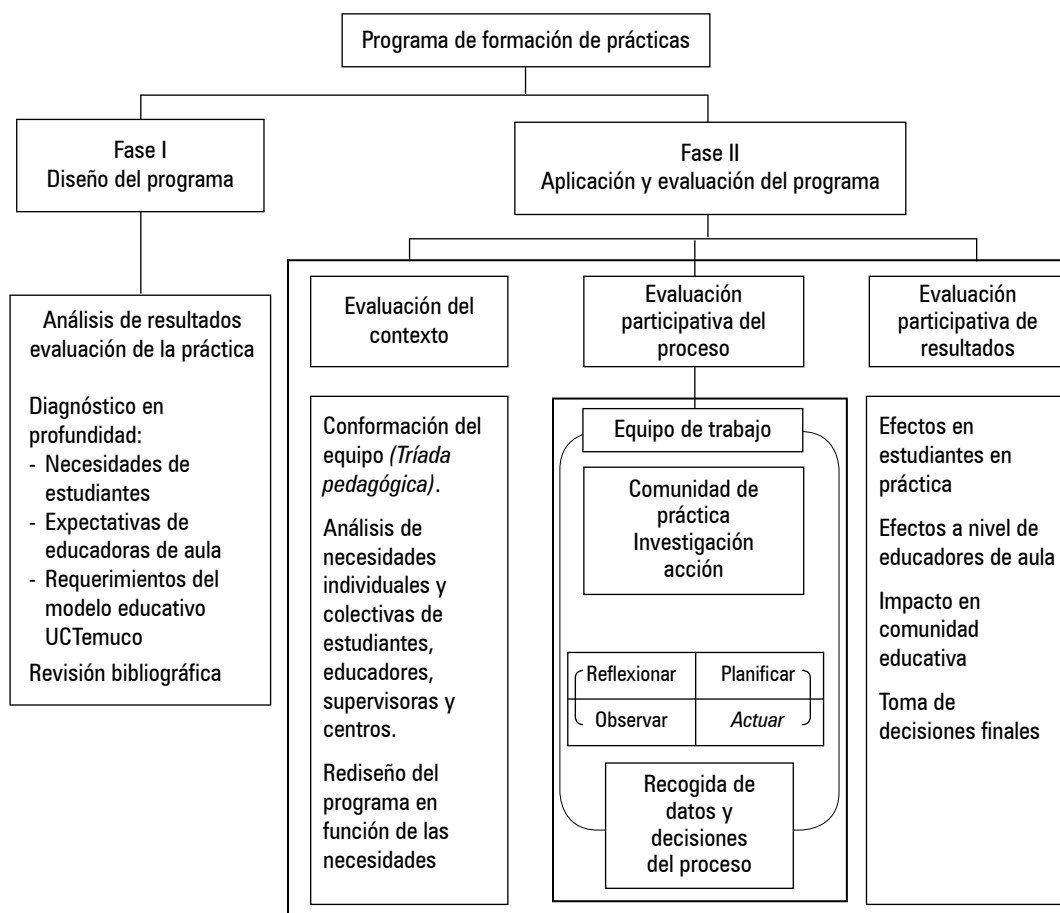 Programa de formación de prácticas
Fase I
Diseño del programa
Fase II
Aplicación y evaluación del programa
Análisis de resultados
evaluación de la práctica
Diagnóstico en
profundidad:
- Necesidades de
estudiantes
- Expectativas de
educadoras de aula
- Requerimientos del
modelo educativo
UCTemuco
Revisión bibliográfica
Evaluación del
contexto
Conformación del
equipo (Tríada
pedagógica).
Análisis de
necesidades
individuales y
colectivas de
estudiantes,
educadores,
supervisoras y
centros.
Rediseño del
programa en
función de las
necesidades
Evaluación
participativa del
proceso
Equipo de trabajo
Comunidad de
práctica
Investigación
acción
Reflexionar Planificar
Observar Actuar
Recogida de
datos y
decisiones
del proceso
Evaluación
participativa de
resultados
Efectos en
estudiantes en
práctica
Efectos a nivel de
educadores de aula
Impacto en
comunidad
educativa
Toma de
decisiones finales